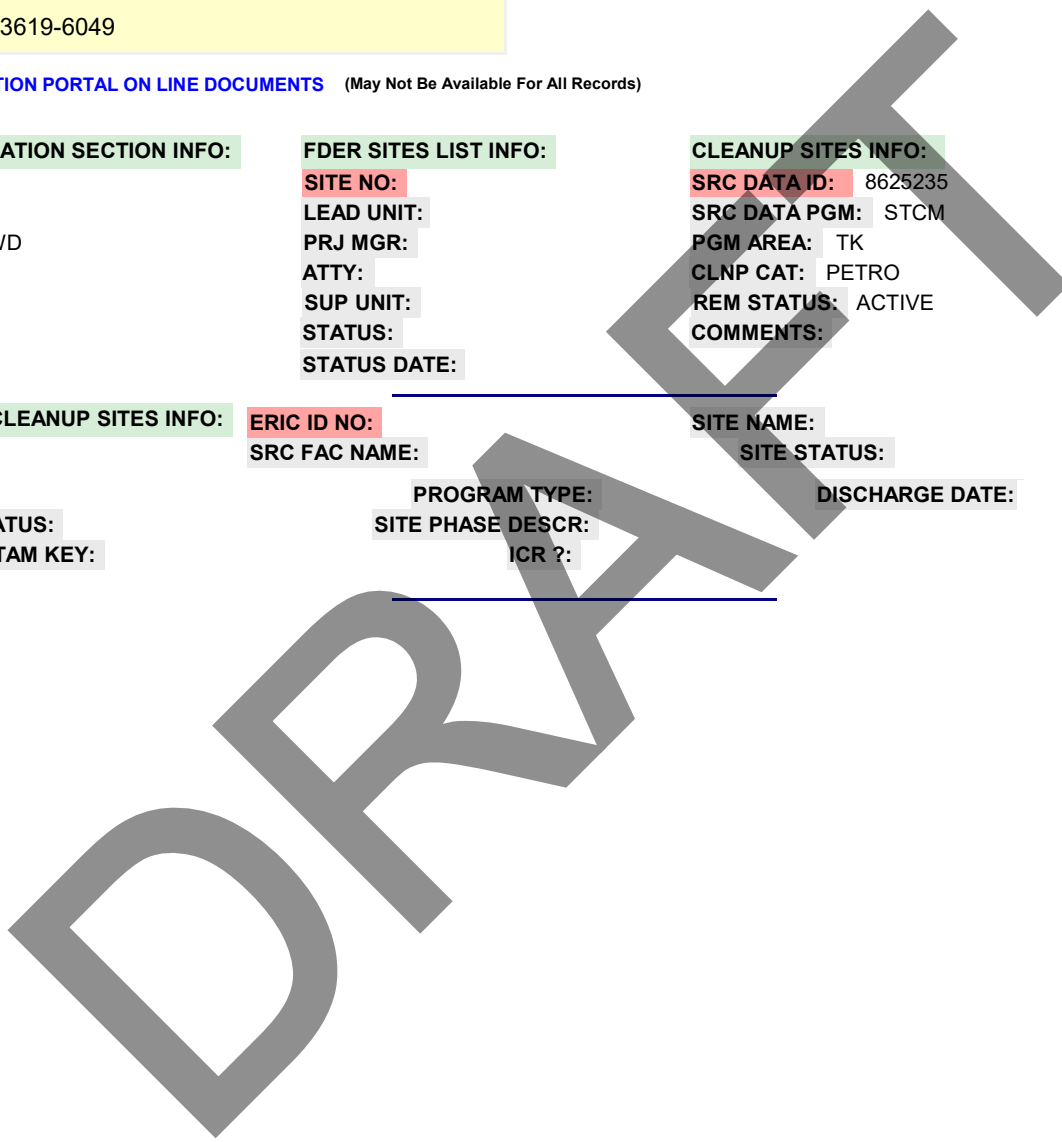 3619-6049
TION PORTAL ON LINE DOCUMENTS (May Not Be Available For All Records)
ATION SECTION INFO: FDER SITES LIST INFO: CLEANUP SITES INFO:
SITE NO: SRC DATA ID: 8625235
LEAD UNIT: SRC DATA PGM: STCM
WD PRJ MGR: PGM AREA: TK
ATTY: CLNP CAT: PETRO
SUP UNIT: REM STATUS: ACTIVE
STATUS: COMMENTS:
STATUS DATE:
CLEANUP SITES INFO: ERIC ID NO: SITE NAME:
SRC FAC NAME: SITE STATUS:
PROGRAM TYPE: DISCHARGE DATE:
ATUS: SITE PHASE DESCR:
TAM KEY: ICR ?:
DRAFT